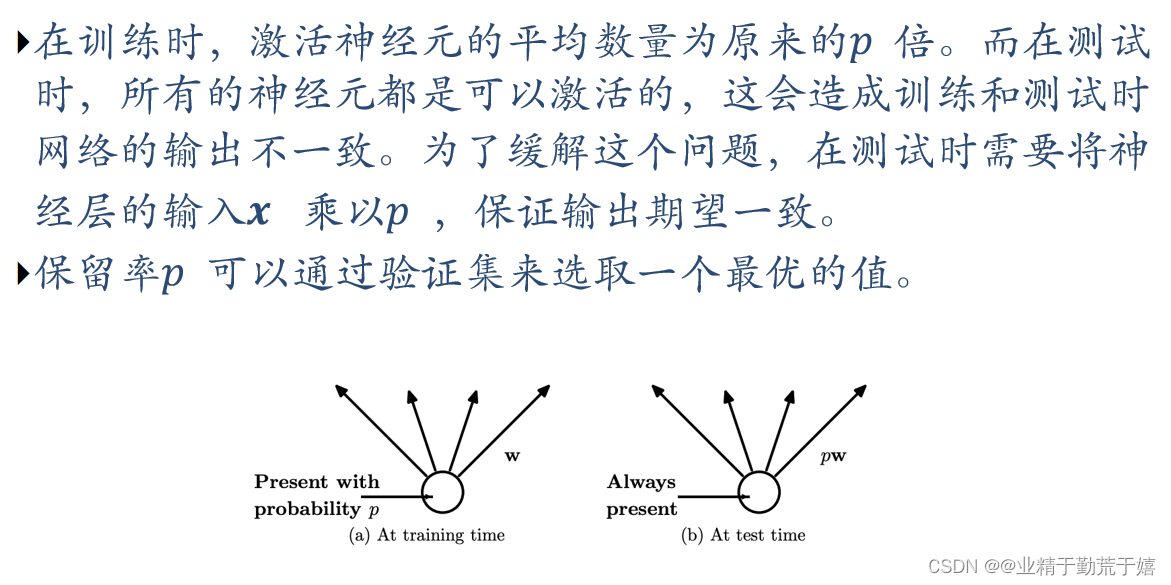 在训练时，激活神经元的平均数量为原来的p 倍。而在测试
时，所有的神经元都是可以激活的，这会造成训练和测试时
网络的输出不一致。为了缓解这个问题，在测试时需要将神
经层的输入x 乘以p ，保证输出期望一致。
保留率p 可以通过验证集来选取一个最优的值。
w
Present with
probability p
(a) At training time
pw
Always
present
(b) At test time
CSDN @@业精于勤荒于嬉